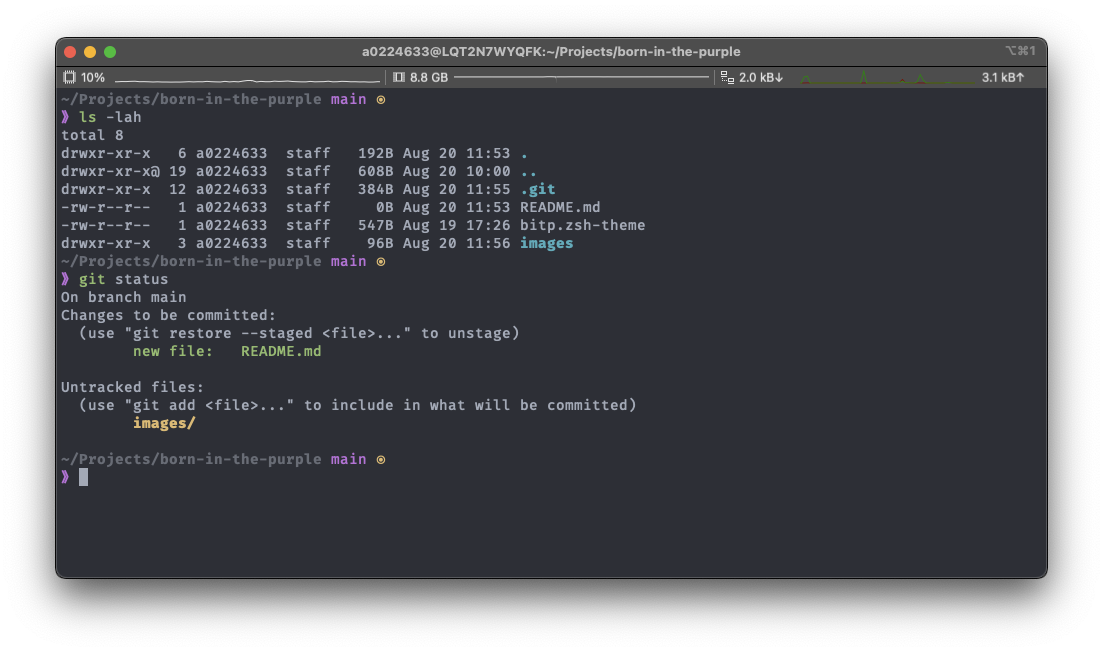 a0224633@LQT2N7WYQFK:~/Projects/born-in-the-purple ⌥⌘1
10% 8.8 GB 2.0 kB↓ 3.1 kB↑
~/Projects/born-in-the-purple main ⊙
⟫ ls -lah
total 8
drwxr-xr-x   6 a0224633  staff   192B Aug 20 11:53 .
drwxr-xr-x@ 19 a0224633  staff   608B Aug 20 10:00 ..
drwxr-xr-x  12 a0224633  staff   384B Aug 20 11:55 .git
-rw-r--r--   1 a0224633  staff     0B Aug 20 11:53 README.md
-rw-r--r--   1 a0224633  staff   547B Aug 19 17:26 bitp.zsh-theme
drwxr-xr-x   3 a0224633  staff    96B Aug 20 11:56 images
~/Projects/born-in-the-purple main ⊙
⟫ git status
On branch main
Changes to be committed:
  (use "git restore --staged <file>..." to unstage)
        new file:   README.md
Untracked files:
  (use "git add <file>..." to include in what will be committed)
        images/
~/Projects/born-in-the-purple main ⊙
⟫